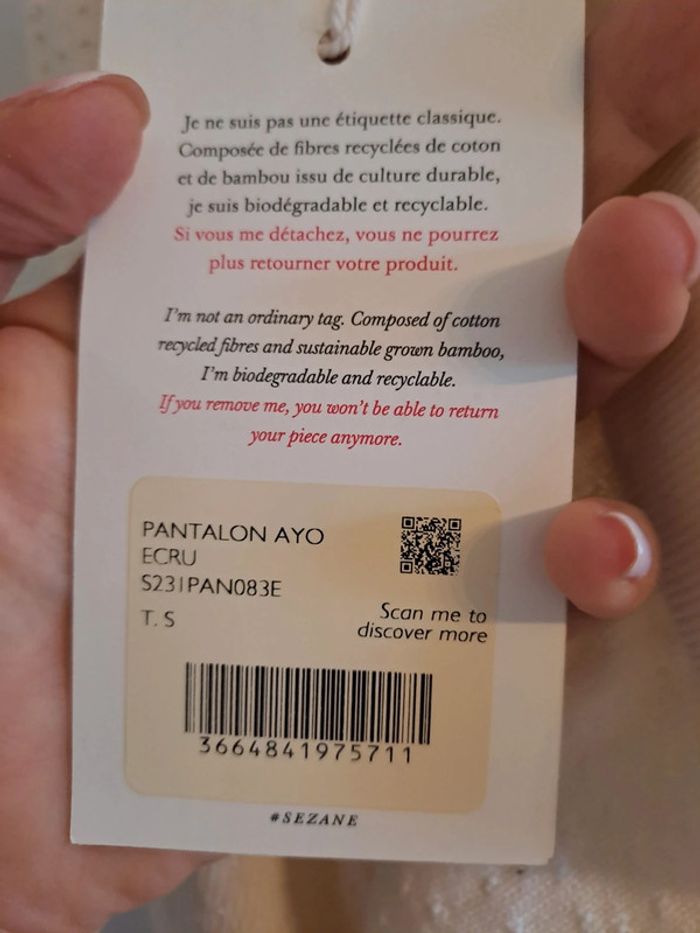 Je ne suis pas une étiquette classique.
Composée de fibres recyclées de coton
et de bambou issu de culture durable,
je suis biodégradable et recyclable.
Si vous me détachez, vous ne pourrez
plus retourner votre produit.
I'm not an ordinary tag. Composed of cotton
recycled fibres and sustainable grown bamboo,
I'm biodegradable and recyclable.
If you remove me, you won't be able to return
your piece anymore.
PANTALON AYO
ECRU
S231PAN083E
T. S
Scan me to
discover more
3664841975711
#SEZANE